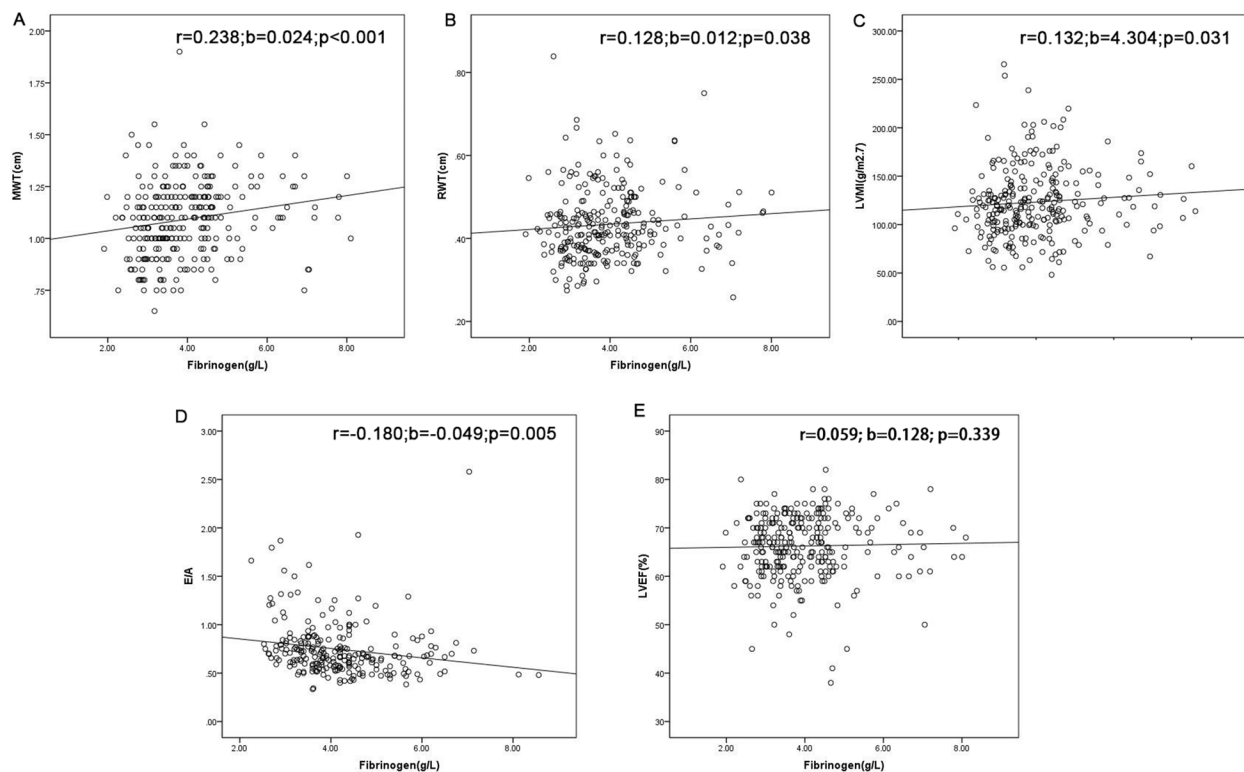 A
r=0.238;b=0.024;p<0.001
MWT(cm)
2.00
1.75
1.50
1.25
1.00
.75
2.00 4.00 6.00 8.00
Fibrinogen(g/L)
B
r=0.128;b=0.012;p=0.038
RWT(cm)
.80
.60
.40
.20
2.00 4.00 6.00 8.00
Fibrinogen(g/L)
C
r=0.132;b=4.304;p=0.031
LVMI(g/m2.7)
300.00
250.00
200.00
150.00
100.00
50.00
.00
D
r=-0.180;b=-0.049;p=0.005
E/A
3.00
2.50
2.00
1.50
1.00
.50
.00
2.00 4.00 6.00 8.00
Fibrinogen(g/L)
E
r=0.059; b=0.128; p=0.339
LVEF(%)
90
80
70
60
50
40
30
2.00 4.00 6.00 8.00
Fibrinogen(g/L)